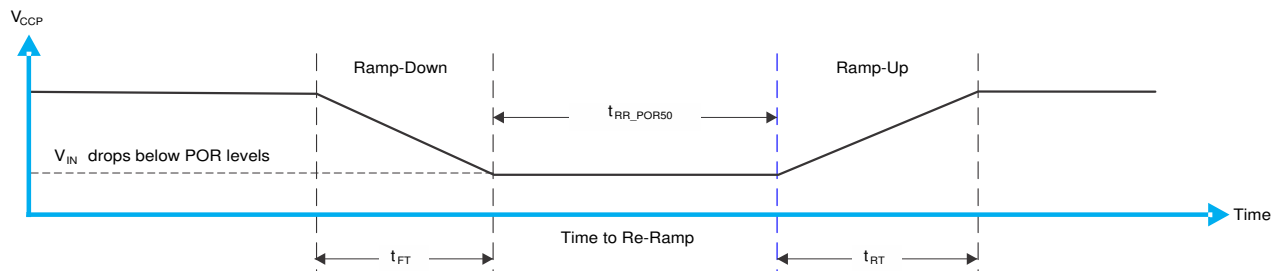 VCCP
Ramp-Down
Ramp-Up
tRR_POR50
VIN drops below POR levels
Time
Time to Re-Ramp
tFT
tRT